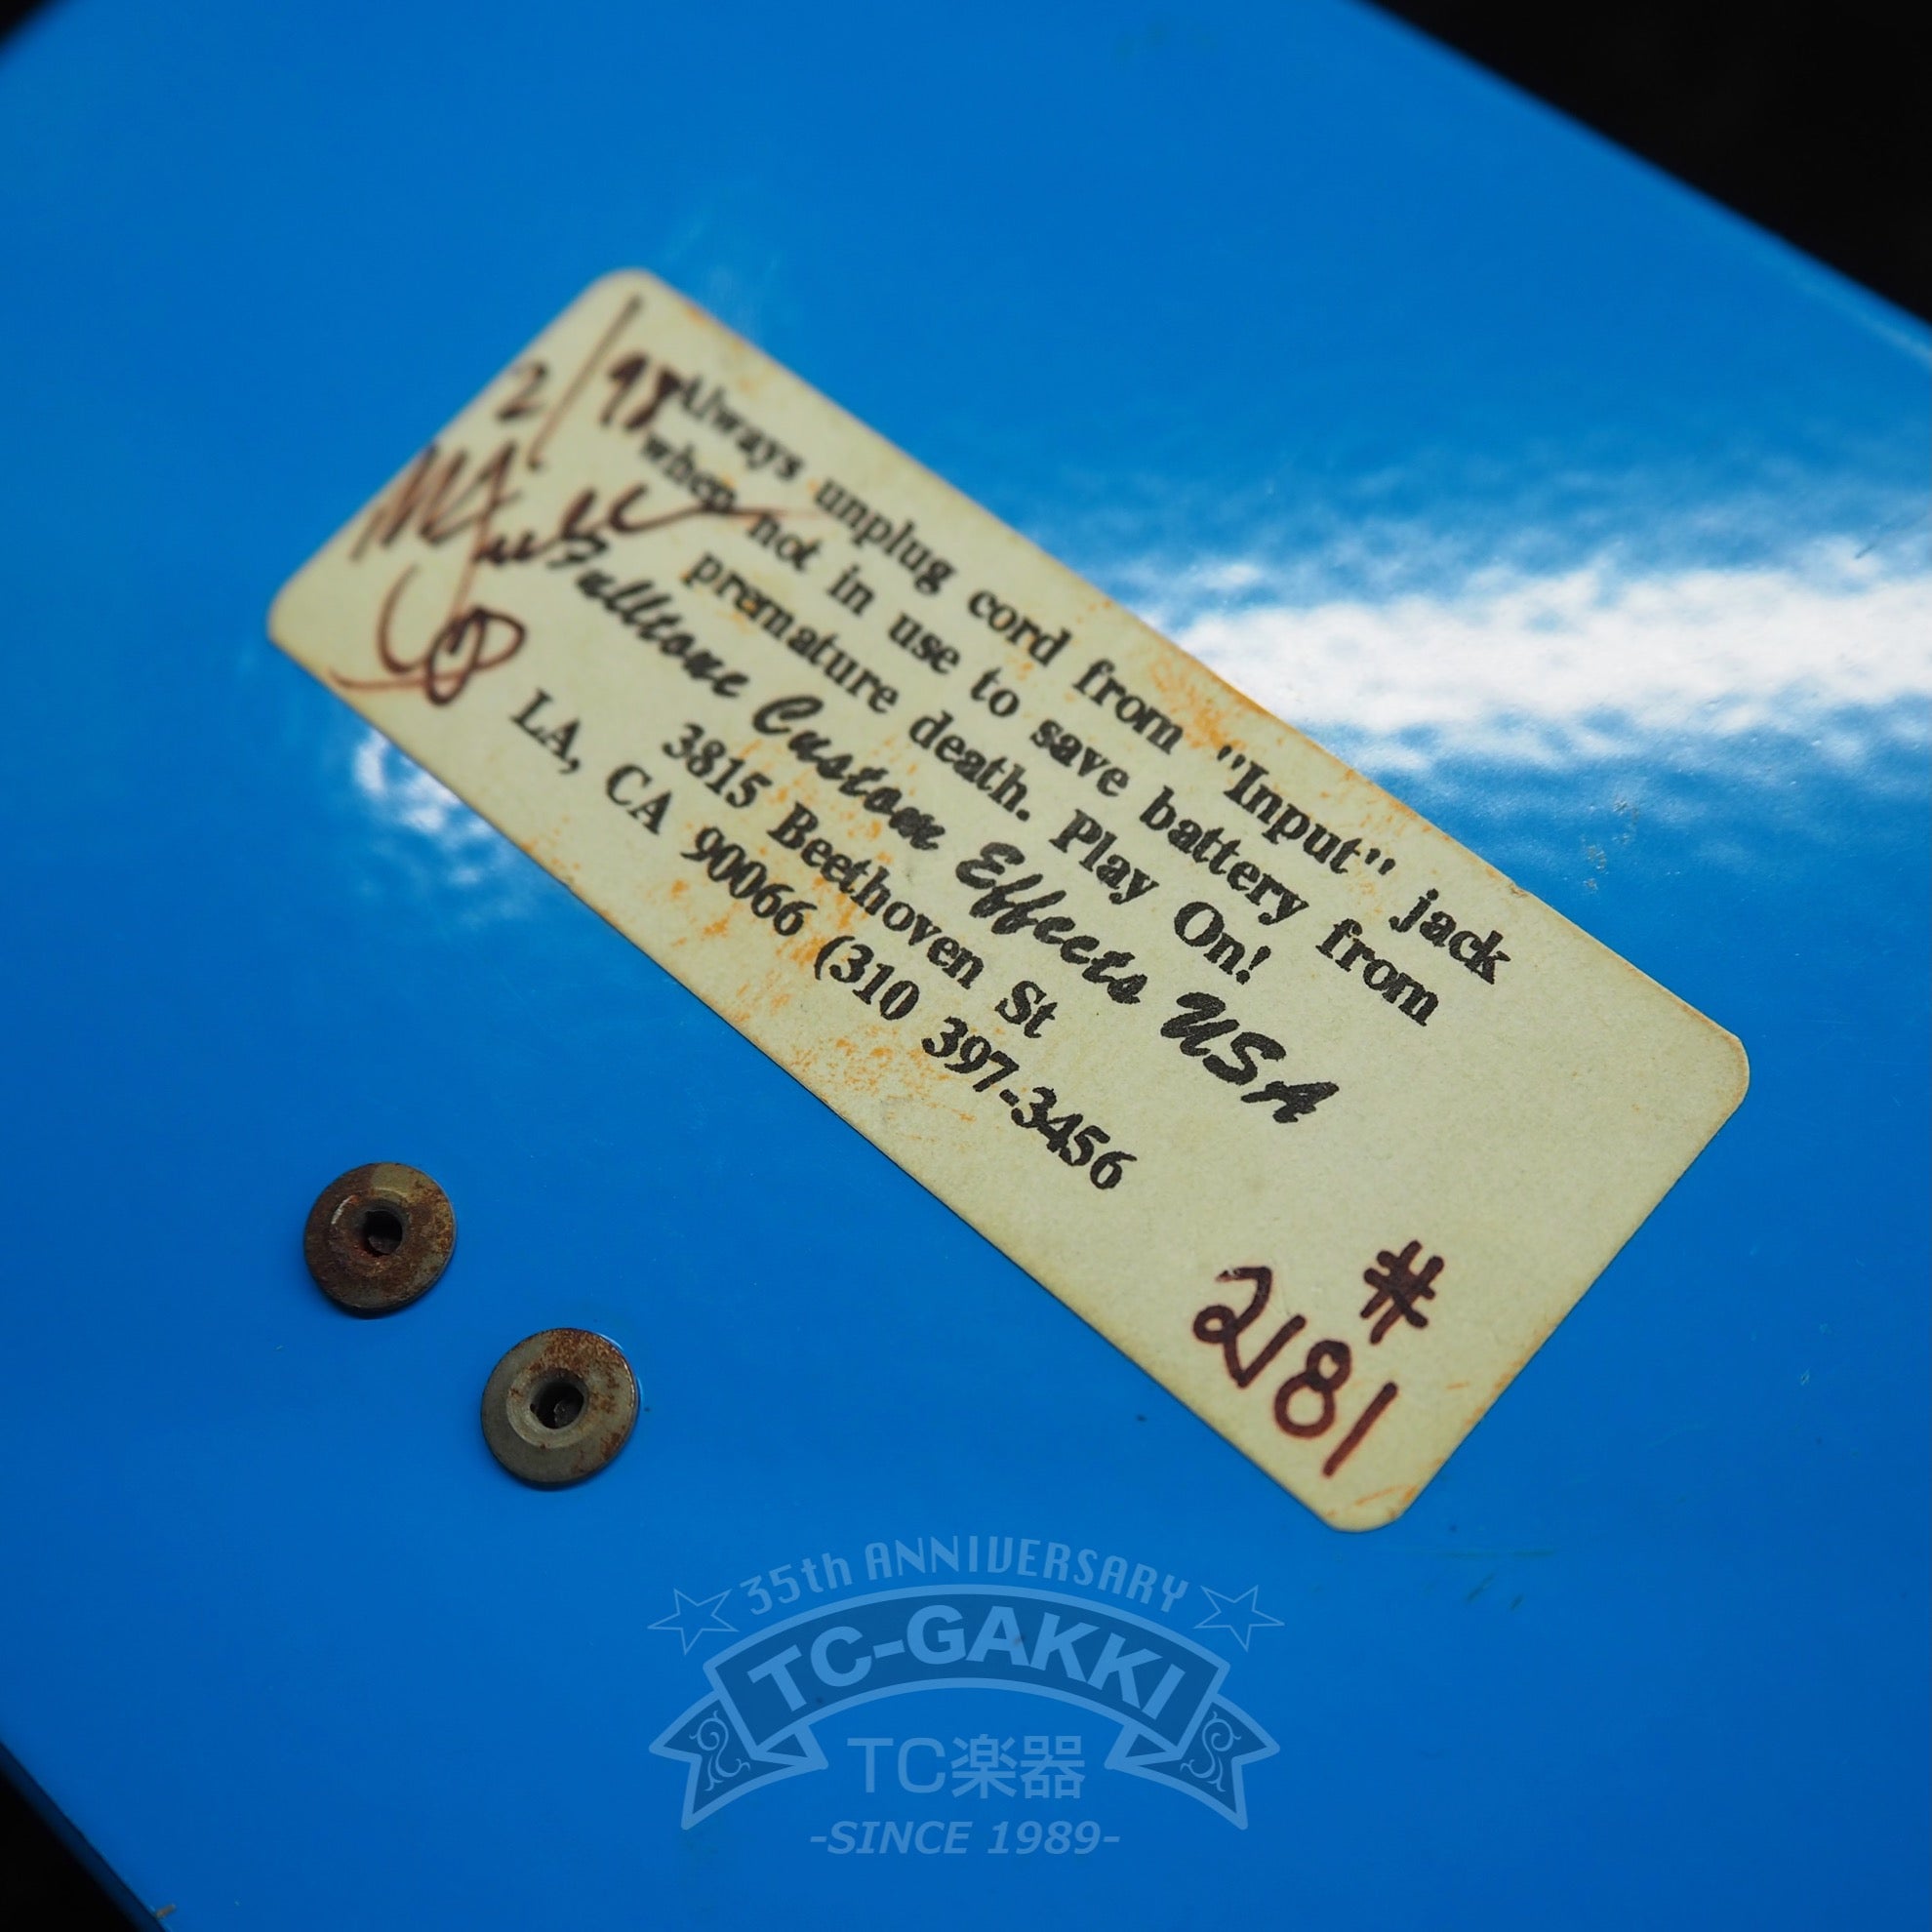 2/98
Always unplug cord from "Input" jack
when not in use to save battery from
premature death. Play On!
Fulltone Custom Effects USA
3815 Beethoven St
LA, CA 90066 (310 397-3456
#
2181
35th ANNIVERSARY
TC-GAKKI
TC楽器
-SINCE 1989-